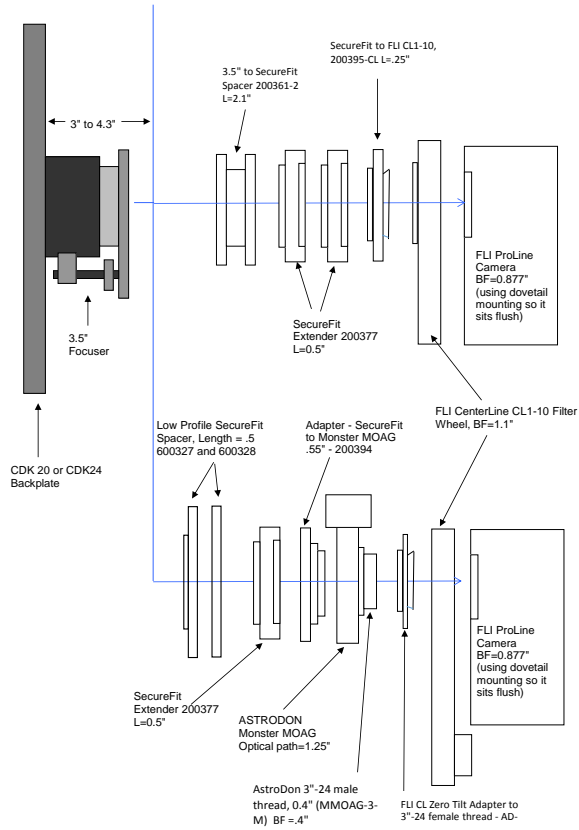 SecureFit to FLI CL1-10,
200395-CL L=.25"
3.5" to SecureFit
Spacer 200361-2
L=2.1"
3" to 4.3"
FLI ProLine
Camera
BF=0.877"
(using dovetail
mounting so it
sits flush)
SecureFit
Extender 200377
L=0.5"
3.5"
Focuser
FLI CenterLine CL1-10 Filter
Wheel, BF=1.1"
Low Profile SecureFit
Spacer, Length = .5
600327 and 600328
Adapter - SecureFit
to Monster MOAG
.55" - 200394
CDK 20 or CDK24
Backplate
FLI ProLine
Camera
BF=0.877"
(using dovetail
mounting so it
sits flush)
SecureFit
Extender 200377
L=0.5"
ASTRODON
Monster MOAG
Optical path=1.25"
AstroDon 3"-24 male
thread, 0.4" (MMOAG-3-
M) BF =.4"
FLI CL Zero Tilt Adapter to
3"-24 female thread - AD-